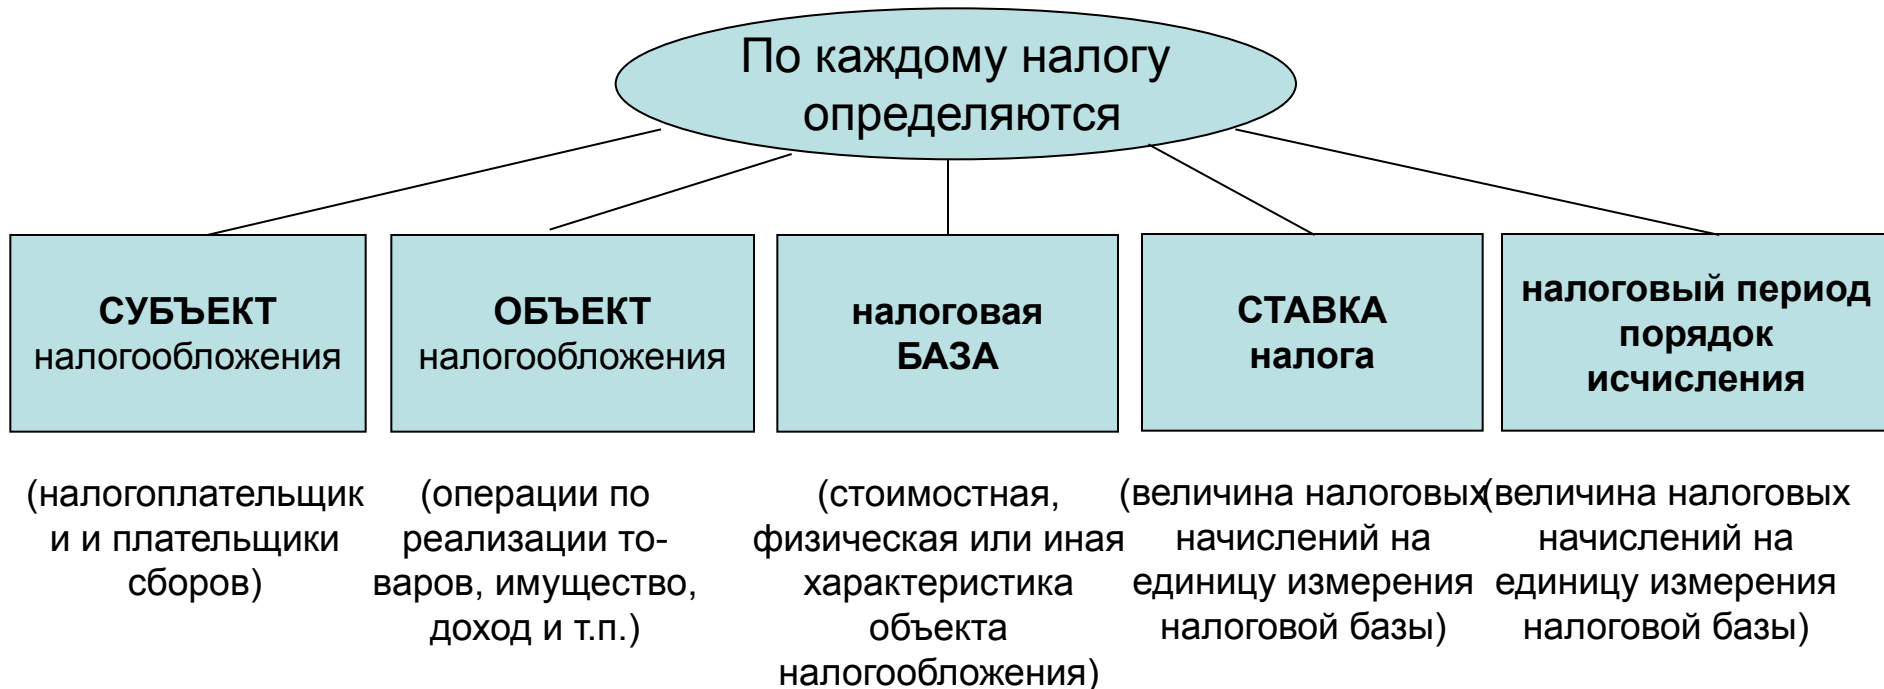 По каждому налогу
определяются
СУБЪЕКТ
налогообложения
ОБЪЕКТ
налогообложения
налоговая
БАЗА
СТАВКА
налога
налоговый период
порядок
исчисления
(налогоплательщик
и и плательщики
сборов)
(операции по
реализации то-
варов, имущество,
доход и т.п.)
(стоимостная,
физическая или иная
характеристика
объекта
налогообложения)
(величина налоговых
начислений на
единицу измерения
налоговой базы)
(величина налоговых
начислений на
единицу измерения
налоговой базы)